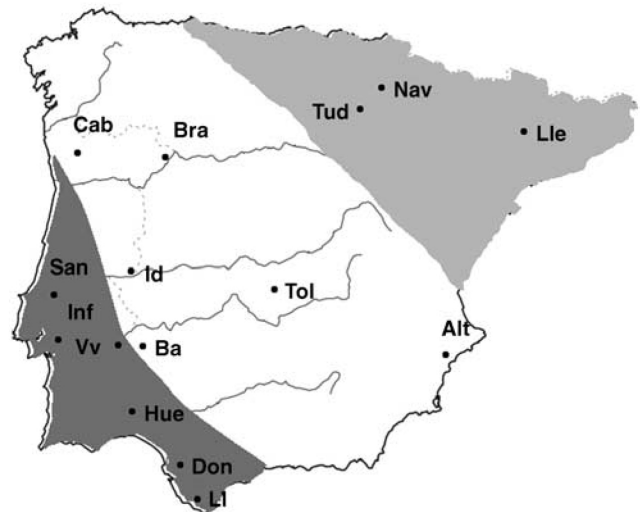 Nav
Tud
Cab
Bra
Lle
San
Id
Tol
Inf
Vv
Ba
Alt
Hue
Don
Ll